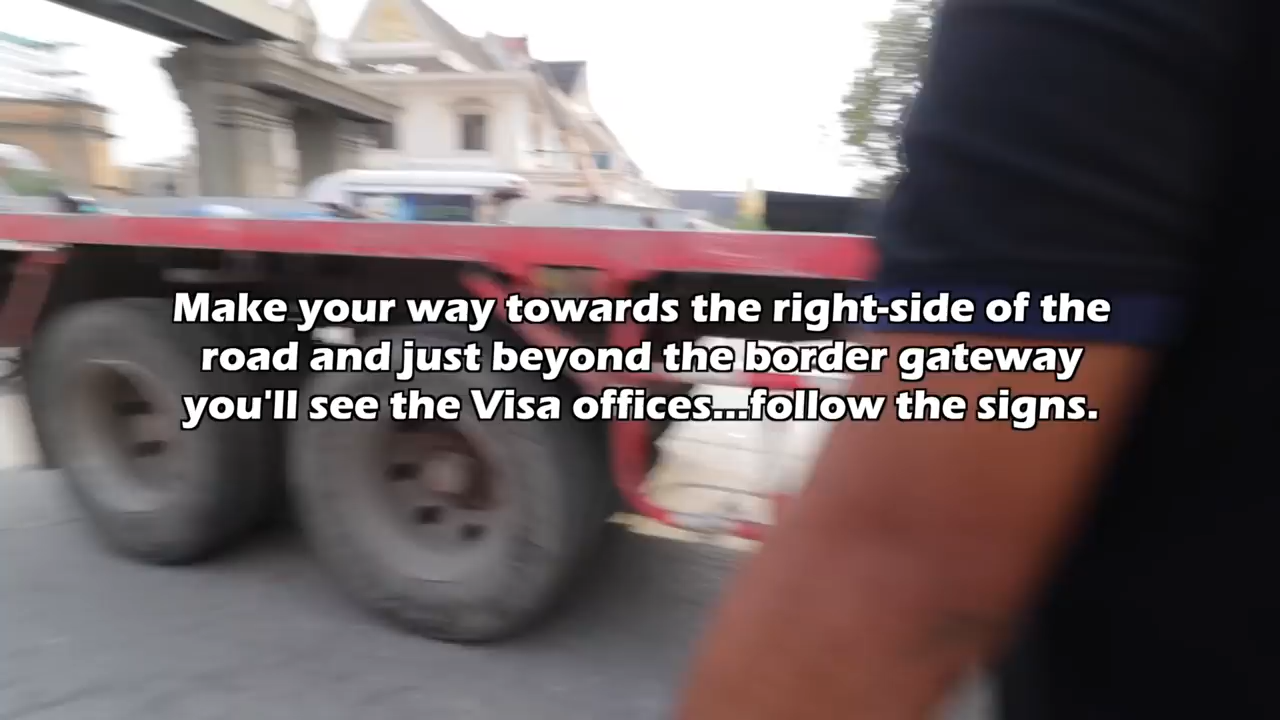 Make your way towards the right-side of the
road and just beyond the border gateway
you'll see the Visa offices...follow the signs.